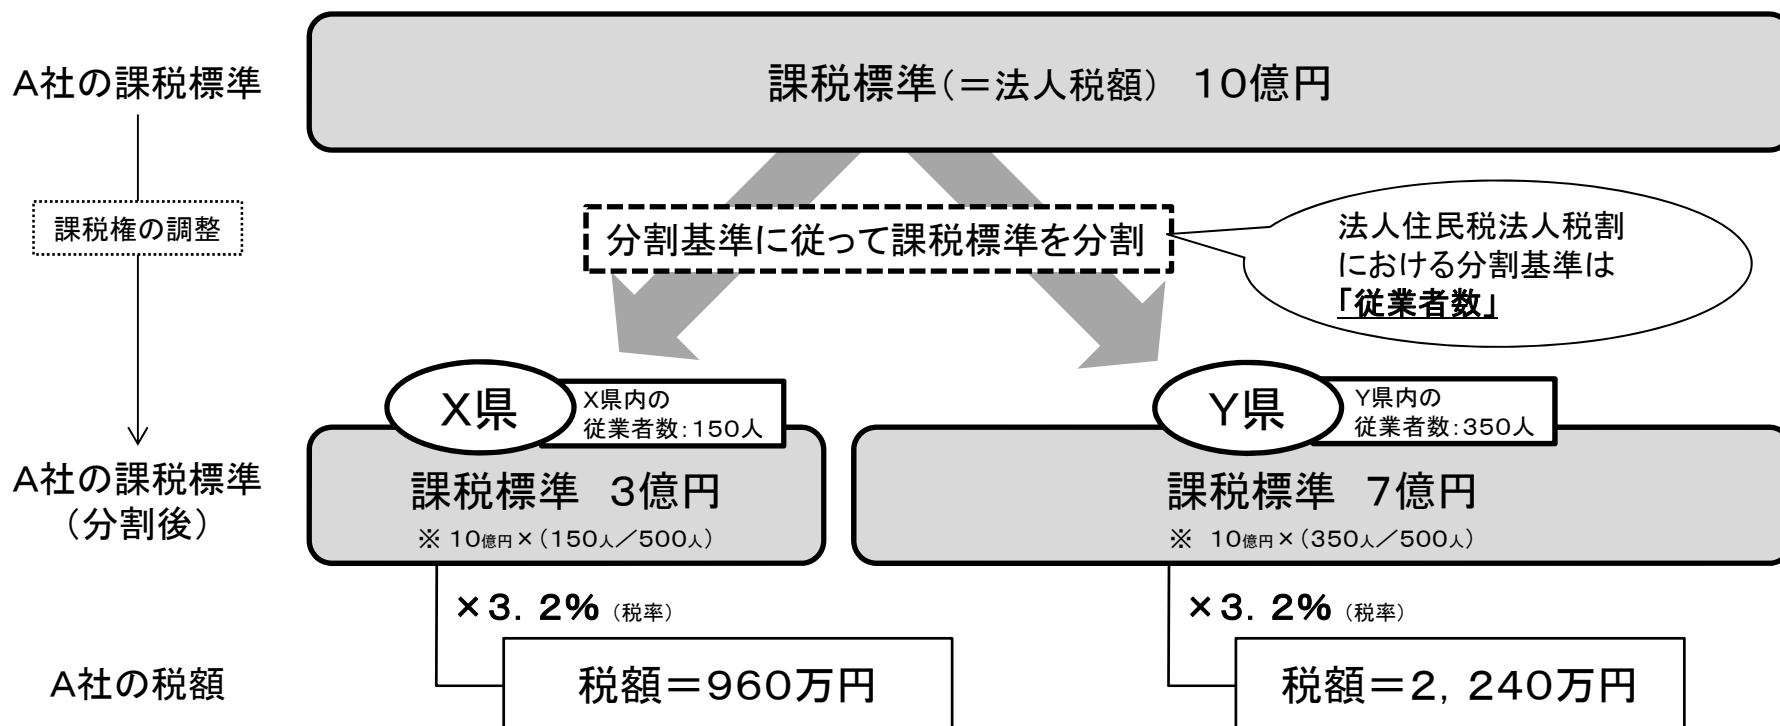 A社の課税標準
課税標準(=法人税額) 10億円
課税権の調整
分割基準に従って課税標準を分割
法人住民税法人税割
における分割基準は
「従業者数」
X県
X県内の
従業者数:150人
Y県
Y県内の
従業者数:350人
A社の課税標準
(分割後)
課税標準 3億円
※ 10億円×(150人/500人)
課税標準 7億円
※ 10億円×(350人/500人)
×3.2% (税率)
×3.2% (税率)
A社の税額
税額=960万円
税額=2,240万円